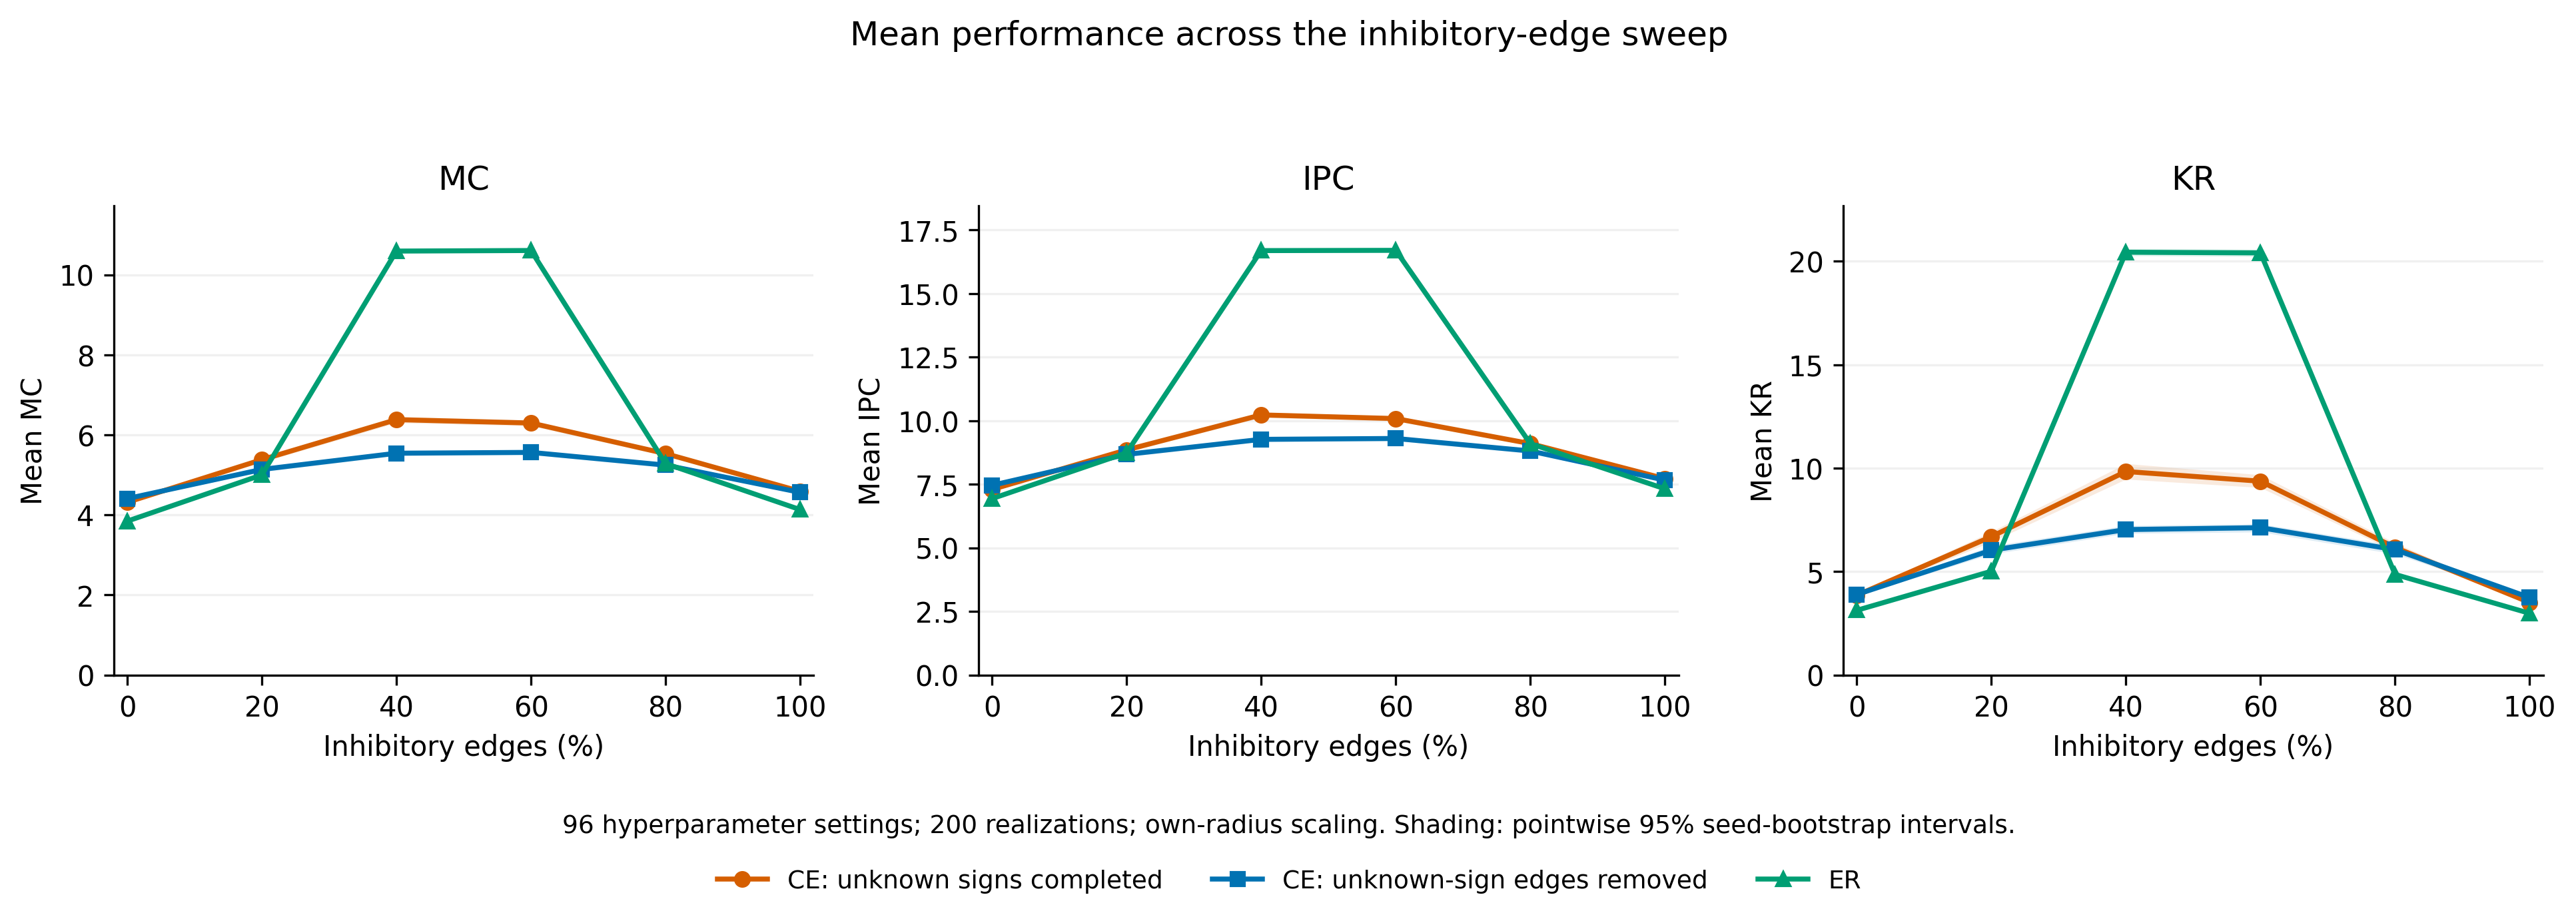 Mean performance across the inhibitory-edge sweep
MC
Mean MC
10
8
6
4
2
0
0 20 40 60 80 100
Inhibitory edges (%)
IPC
Mean IPC
17.5
15.0
12.5
10.0
7.5
5.0
2.5
0.0
0 20 40 60 80 100
Inhibitory edges (%)
KR
Mean KR
20
15
10
5
0
0 20 40 60 80 100
Inhibitory edges (%)
96 hyperparameter settings; 200 realizations; own-radius scaling. Shading: pointwise 95% seed-bootstrap intervals.
CE: unknown signs completed CE: unknown-sign edges removed ER